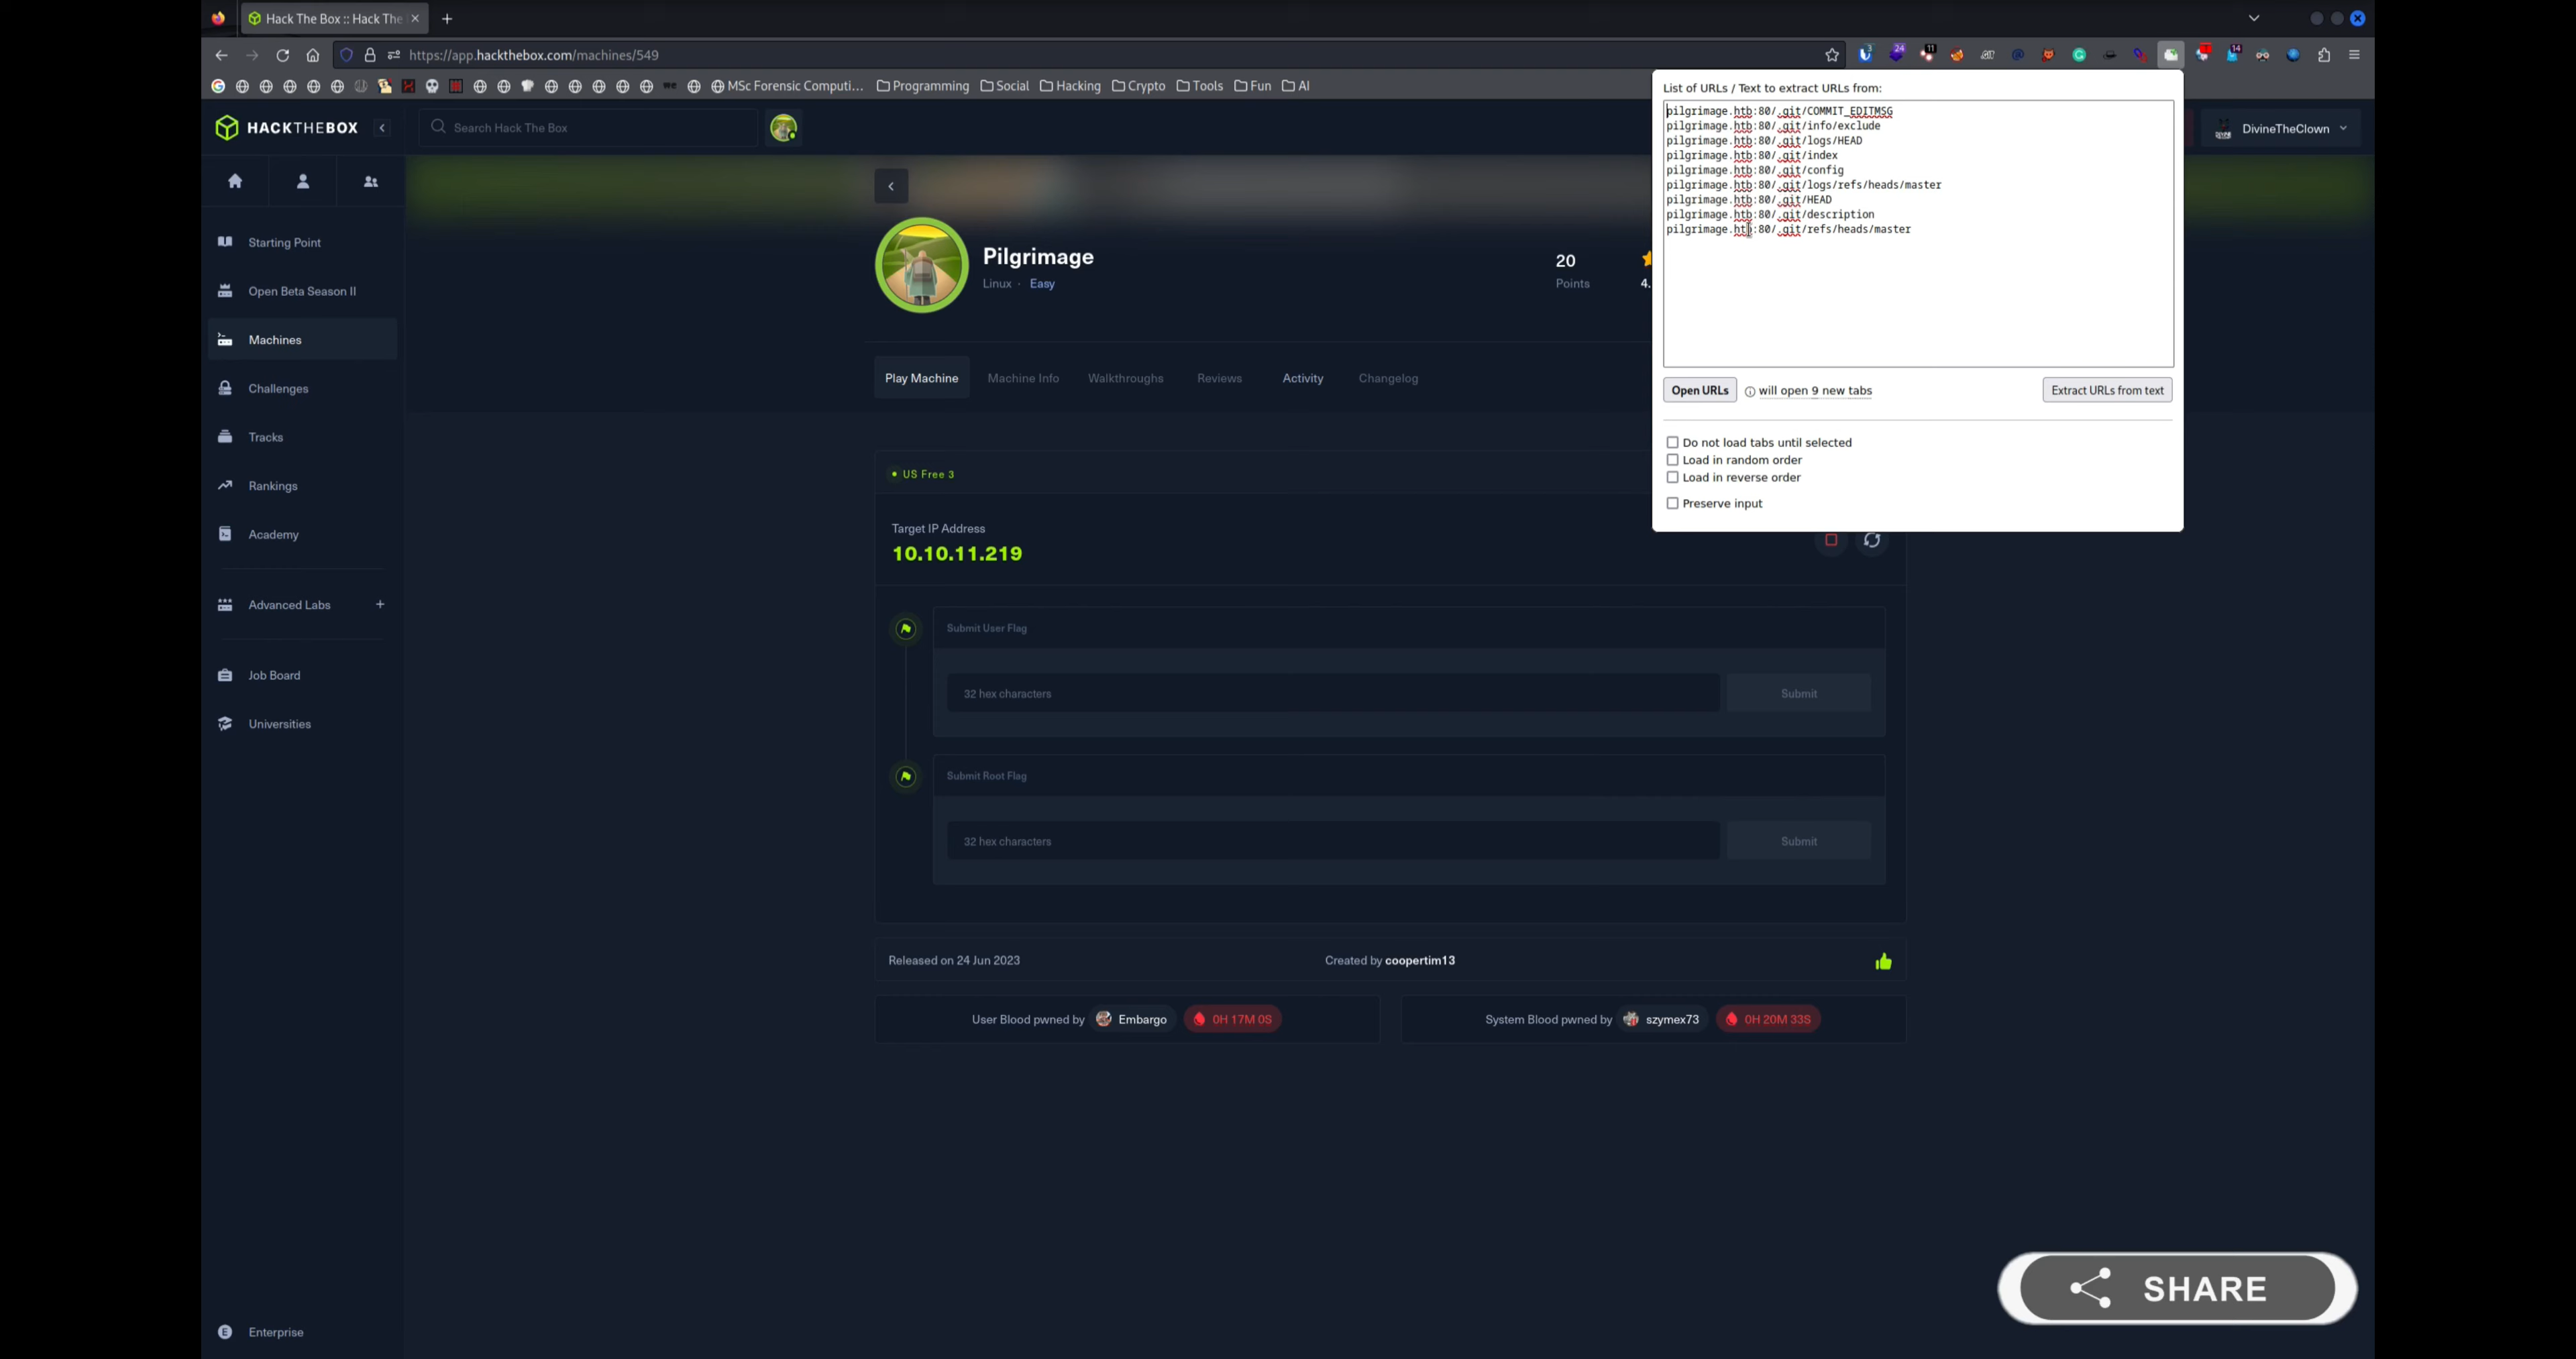 Hack The Box :: Hack The
https://app.hackthebox.com/machines/549
3
24
11
14
MSc Forensic Computi...
Programming
Social
Hacking
Crypto
Tools
Fun
AI
HACKTHEBOX
Search Hack The Box
DivineTheClown
List of URLs / Text to extract URLs from:
pilgrimage.htb:80/.git/COMMIT_EDITMSG
pilgrimage.htb:80/.git/info/exclude
pilgrimage.htb:80/.git/logs/HEAD
pilgrimage.htb:80/.git/index
pilgrimage.htb:80/.git/config
pilgrimage.htb:80/.git/logs/refs/heads/master
pilgrimage.htb:80/.git/HEAD
pilgrimage.htb:80/.git/description
pilgrimage.htb:80/.git/refs/heads/master
Open URLs
will open 9 new tabs
Extract URLs from text
Do not load tabs until selected
Load in random order
Load in reverse order
Preserve input
Starting Point
Open Beta Season II
Machines
Challenges
Tracks
Rankings
Academy
Advanced Labs
Job Board
Universities
Enterprise
Pilgrimage
Linux · Easy
20
Points
4.
Play Machine
Machine Info
Walkthroughs
Reviews
Activity
Changelog
US Free 3
Target IP Address
10.10.11.219
Submit User Flag
32 hex characters
Submit
Submit Root Flag
32 hex characters
Submit
Released on 24 Jun 2023
Created by coopertim13
User Blood pwned by Embargo 0H 17M 0S
System Blood pwned by szymex73 0H 20M 33S
SHARE